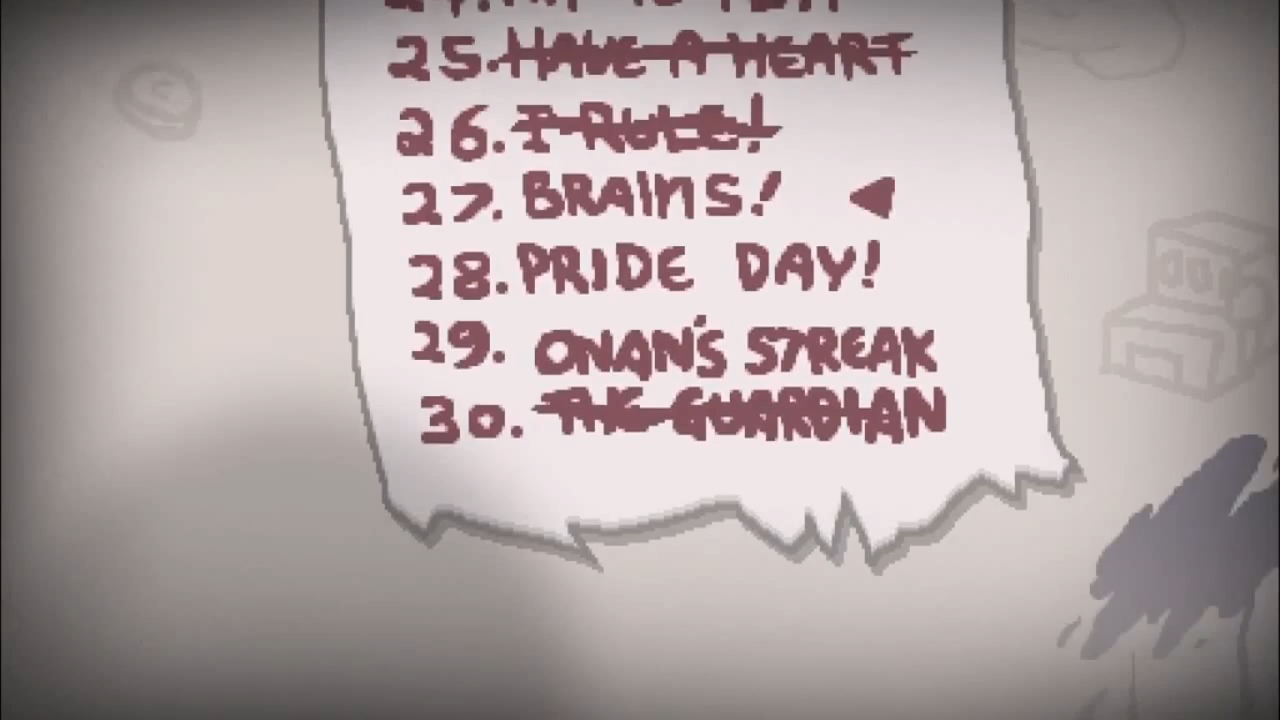 25. HAVE A HEART
26. I RULE!
27. BRAINS!
28. PRIDE DAY!
29. ONAN'S STREAK
30. THE GUARDIAN